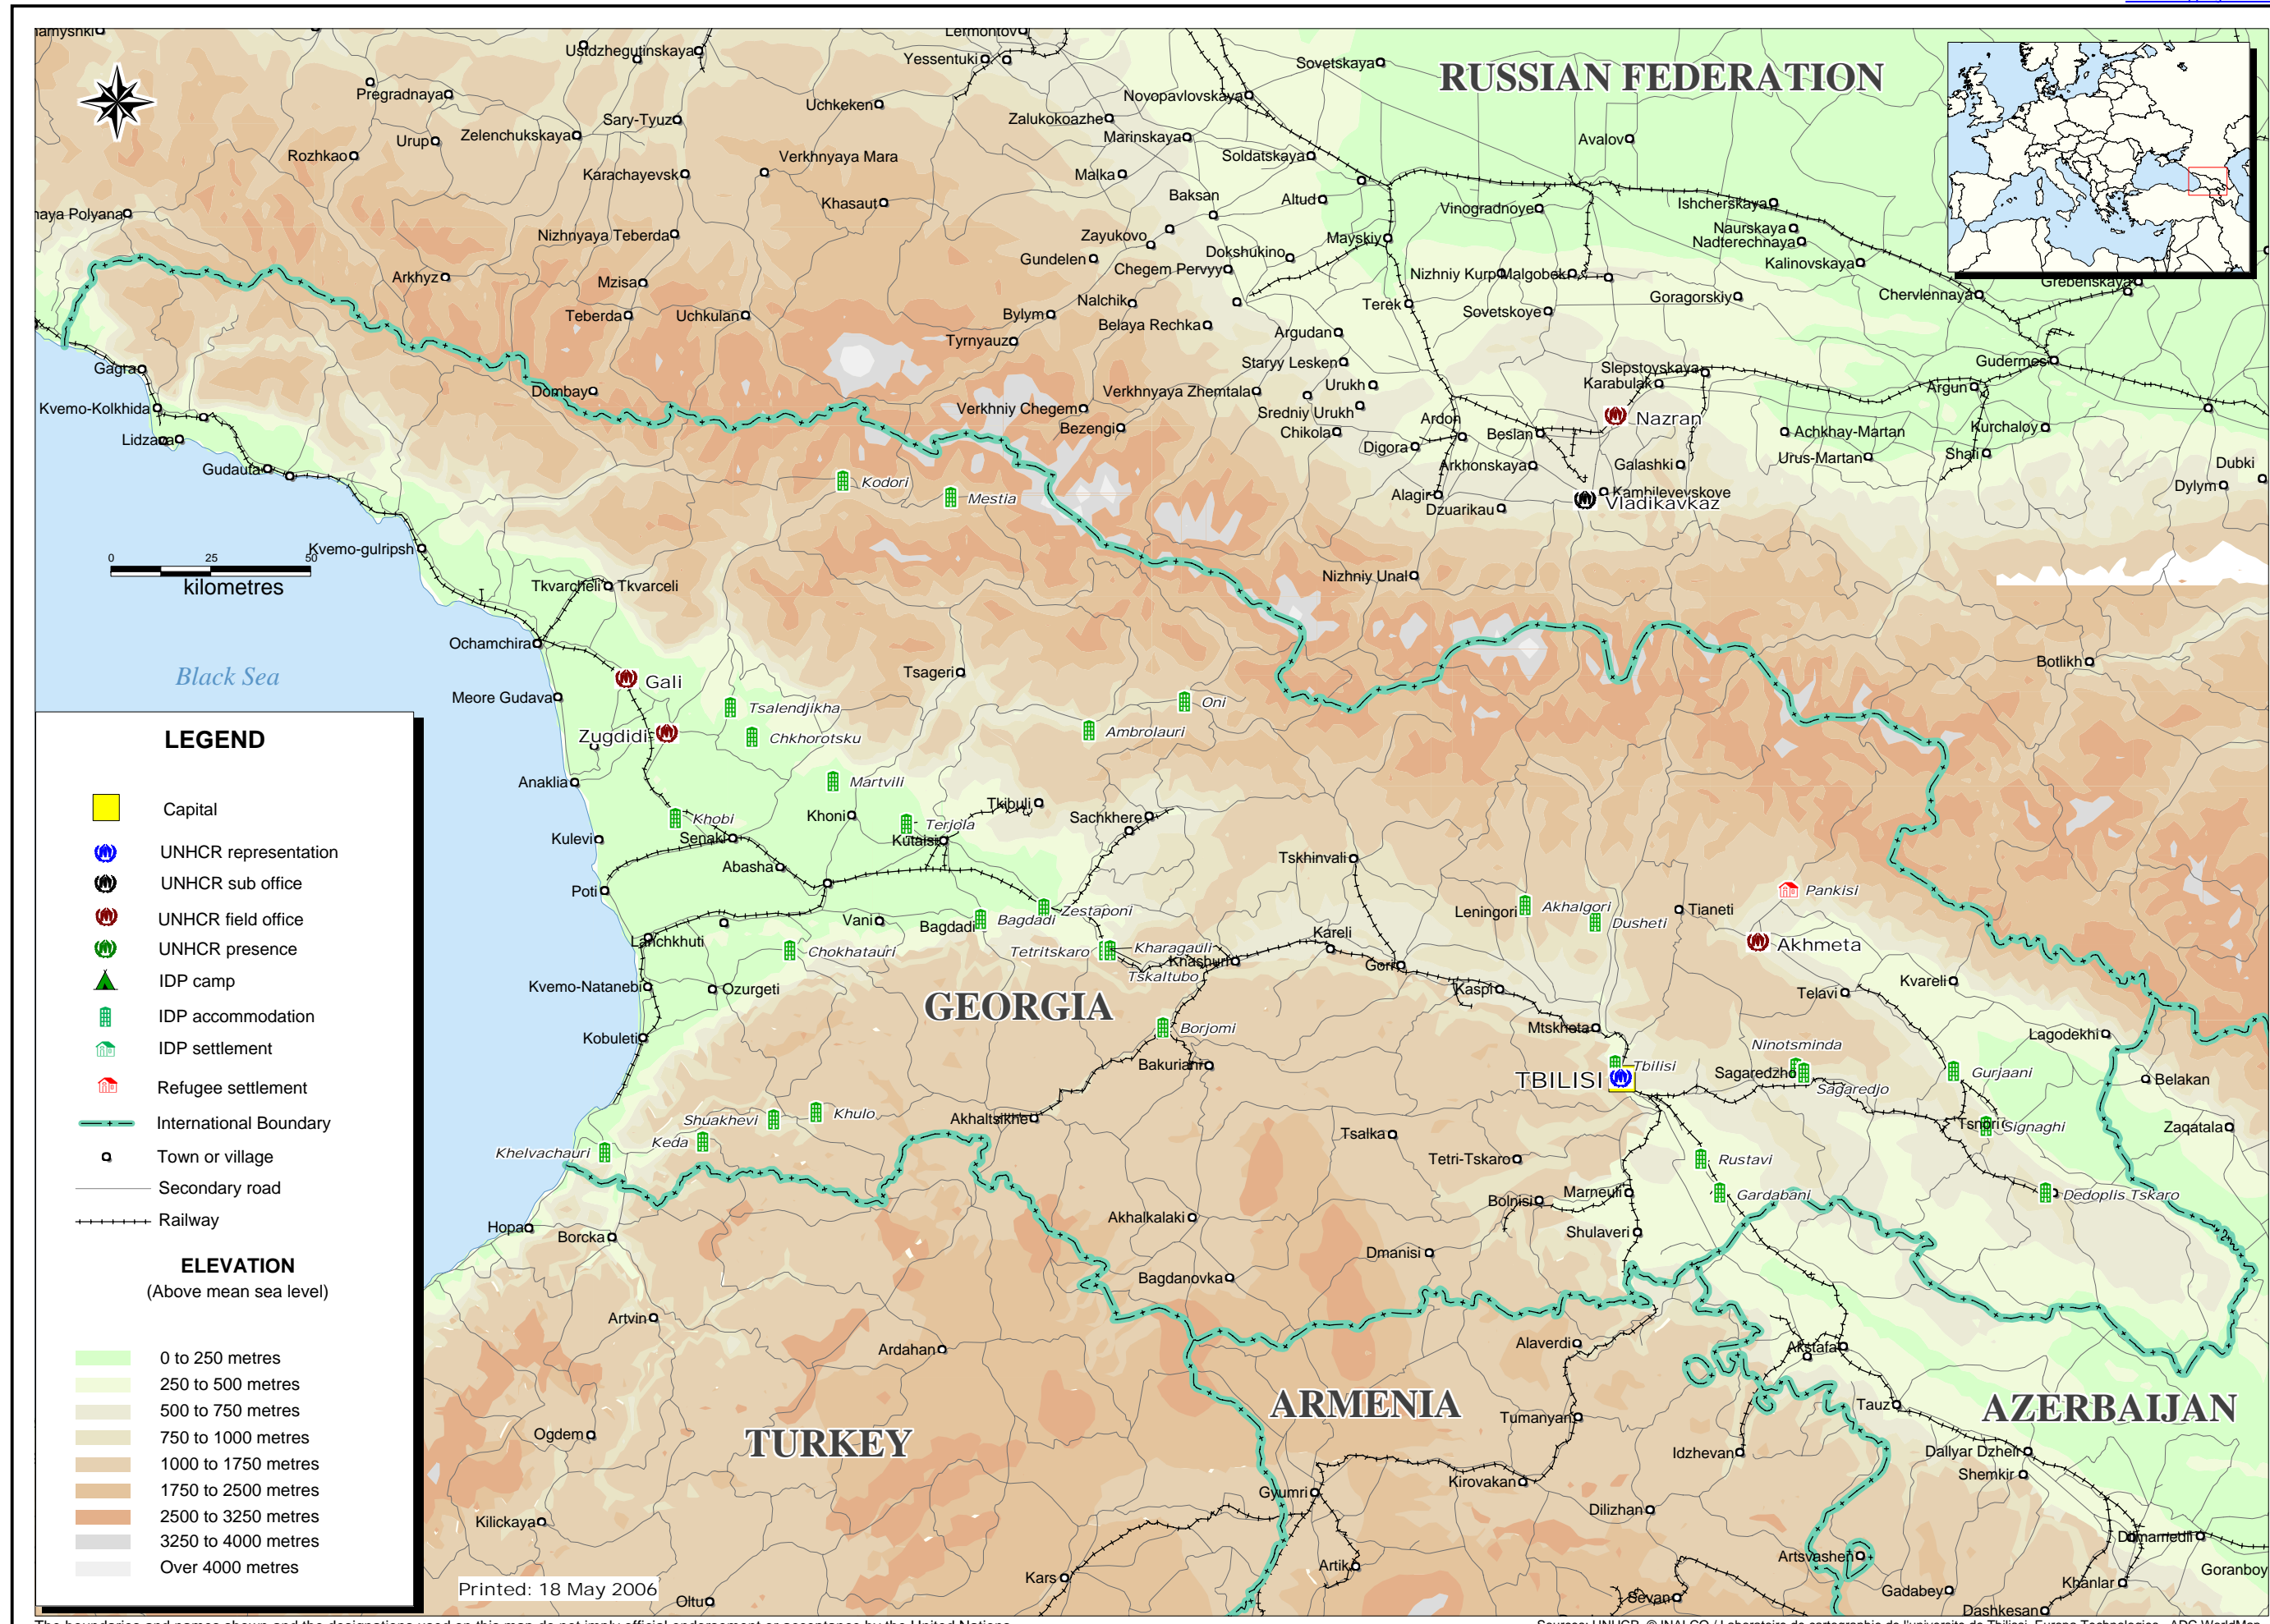 RUSSIAN FEDERATION
Lermontov
Ustdzhegutinskaya
Yessentuki
Sovetskaya
Pregradnaya
Uchkeken
Novopavlovskaya
Zalukokoazhe
Sary-Tyuz
Urup
Zelenchukskaya
Marinskaya
Avalov
Rozhkao
Verkhnyaya Mara
Soldatskaya
Karachayevsk
Malka
Baksan
Altud
Khasaut
Vinogradnoye
Ishcherskaya
Naurskaya
Nizhnyaya Teberda
Zayukovo
Mayskiy
Nadterechnaya
Dokshukino
Gundelen
Chegem Pervyy
Kalinovskaya
Arkhyz
Mzisa
Nizhniy Kurp
Malgobek
Grebenskaya
Nalchik
Terek
Goragorskiy
Chervlennaya
Teberda
Uchkulan
Bylym
Belaya Rechka
Sovetskoye
Argudan
Tyrnyauz
Gagra
Staryy Lesken
Slepstovskaya
Gudermes
Dombay
Verkhnyaya Zhemtala
Urukh
Karabulak
Argun
Kvemo-Kolkhida
Verkhniy Chegem
Sredniy Urukh
Ardon
Nazran
Bezengi
Chikola
Beslan
Achkhay-Martan
Kurchaloy
Lidzava
Digora
Urus-Martan
Shali
Gudauta
Arkhonskaya
Galashki
Dubki
Kodori
Mestia
Alagir
Kambileyevskoye
Dylym
Dzuarikau
Vladikavkaz
Kvemo-gulripsh
0 25 50
kilometres
Nizhniy Unal
Tkvarcheli
Tkvarceli
Ochamchira
Black Sea
Tsageri
Botlikh
Gali
Meore Gudava
Tsalendjikha
Oni
Zugdidi
Chkhorotsku
Ambrolauri
Anaklia
Martvili
Tkibuli
Khobi
Khoni
Terjola
Sachkhere
Kulevi
Senaki
Kutaisi
Abasha
Tskhinvali
Poti
Pankisi
Vani
Bagdadi
Bagdadi
Zestaponi
Leningori
Akhalgori
Dusheti
Tianeti
Lanchkhuti
Chokhatauri
Tetritskaro
Kharagauli
Kareli
Akhmeta
Khashuri
Gori
Tskaltubo
Kvemo-Natanebi
Ozurgeti
GEORGIA
Kaspi
Telavi
Kvareli
Kobuleti
Borjomi
Mtskheta
Lagodekhi
Bakuriani
Ninotsminda
Tbilisi
TBILISI
Sagaredzho
Sagaredjo
Gurjaani
Belakan
Shuakhevi
Khulo
Akhaltsikhe
Tsalka
Tsnori
Signaghi
Zaqatala
Khelvachauri
Keda
Tetri-Tskaro
Rustavi
Marneuli
Gardabani
Dedoplis Tskaro
Bolnisi
Hopa
Borcka
Akhalkalaki
Shulaveri
Dmanisi
Bagdanovka
Artvin
Ardahan
Alaverdi
Akstafa
ARMENIA
AZERBAIJAN
Tumanyan
Tauz
Ogdem
TURKEY
Idzhevan
Dallyar Dzheir
Shemkir
Kirovakan
Gyumri
Dilizhan
Kilickaya
Artsvashen
Kars
Artik
Goranboy
Khanlar
Gadabey
Oltu
Sevan
Dashkesan
Printed: 18 May 2006
LEGEND
Capital
UNHCR representation
UNHCR sub office
UNHCR field office
UNHCR presence
IDP camp
IDP accommodation
IDP settlement
Refugee settlement
International Boundary
Town or village
Secondary road
Railway
ELEVATION
(Above mean sea level)
0 to 250 metres
250 to 500 metres
500 to 750 metres
750 to 1000 metres
1000 to 1750 metres
1750 to 2500 metres
2500 to 3250 metres
3250 to 4000 metres
Over 4000 metres